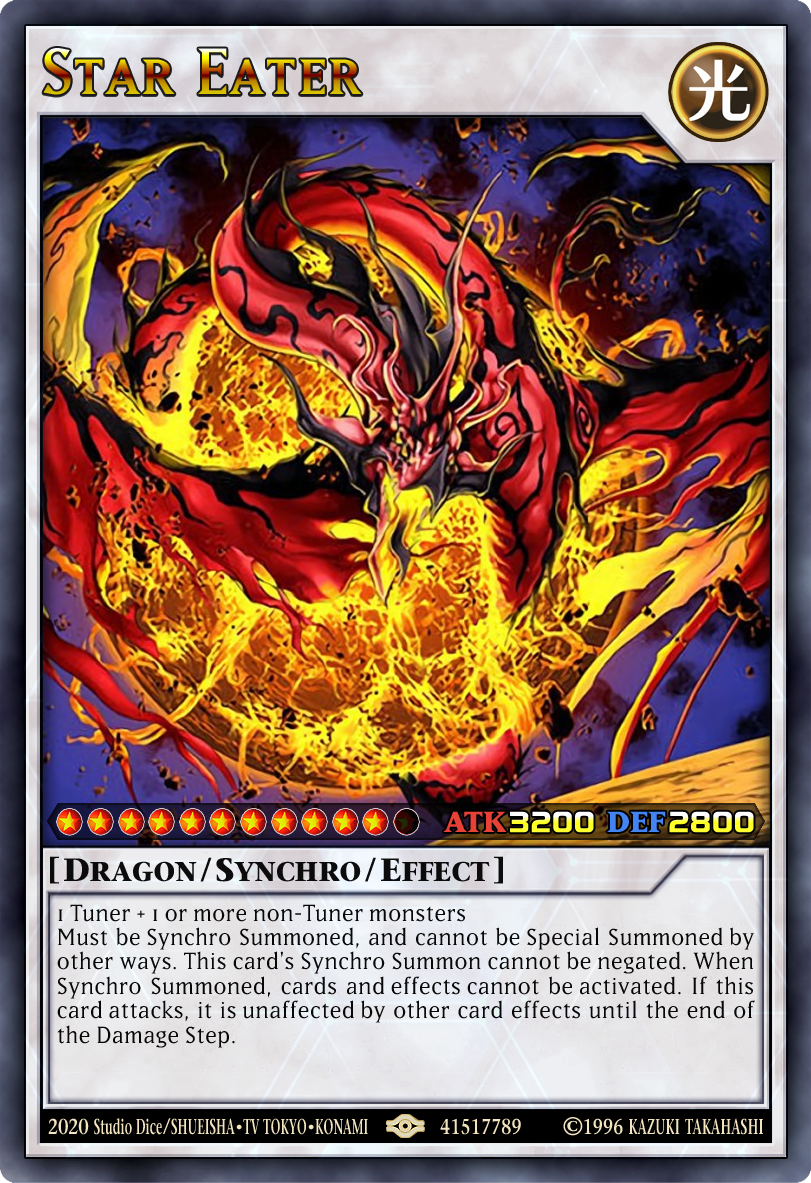 Star Eater
光
ATK3200 DEF2800
[Dragon/Synchro/Effect]
1 Tuner + 1 or more non-Tuner monsters
Must be Synchro Summoned, and cannot be Special Summoned by
other ways. This card's Synchro Summon cannot be negated. When
Synchro Summoned, cards and effects cannot be activated. If this
card attacks, it is unaffected by other card effects until the end of
the Damage Step.
2020 Studio Dice/SHUEISHA•TV TOKYO•KONAMI 41517789 ©1996 KAZUKI TAKAHASHI